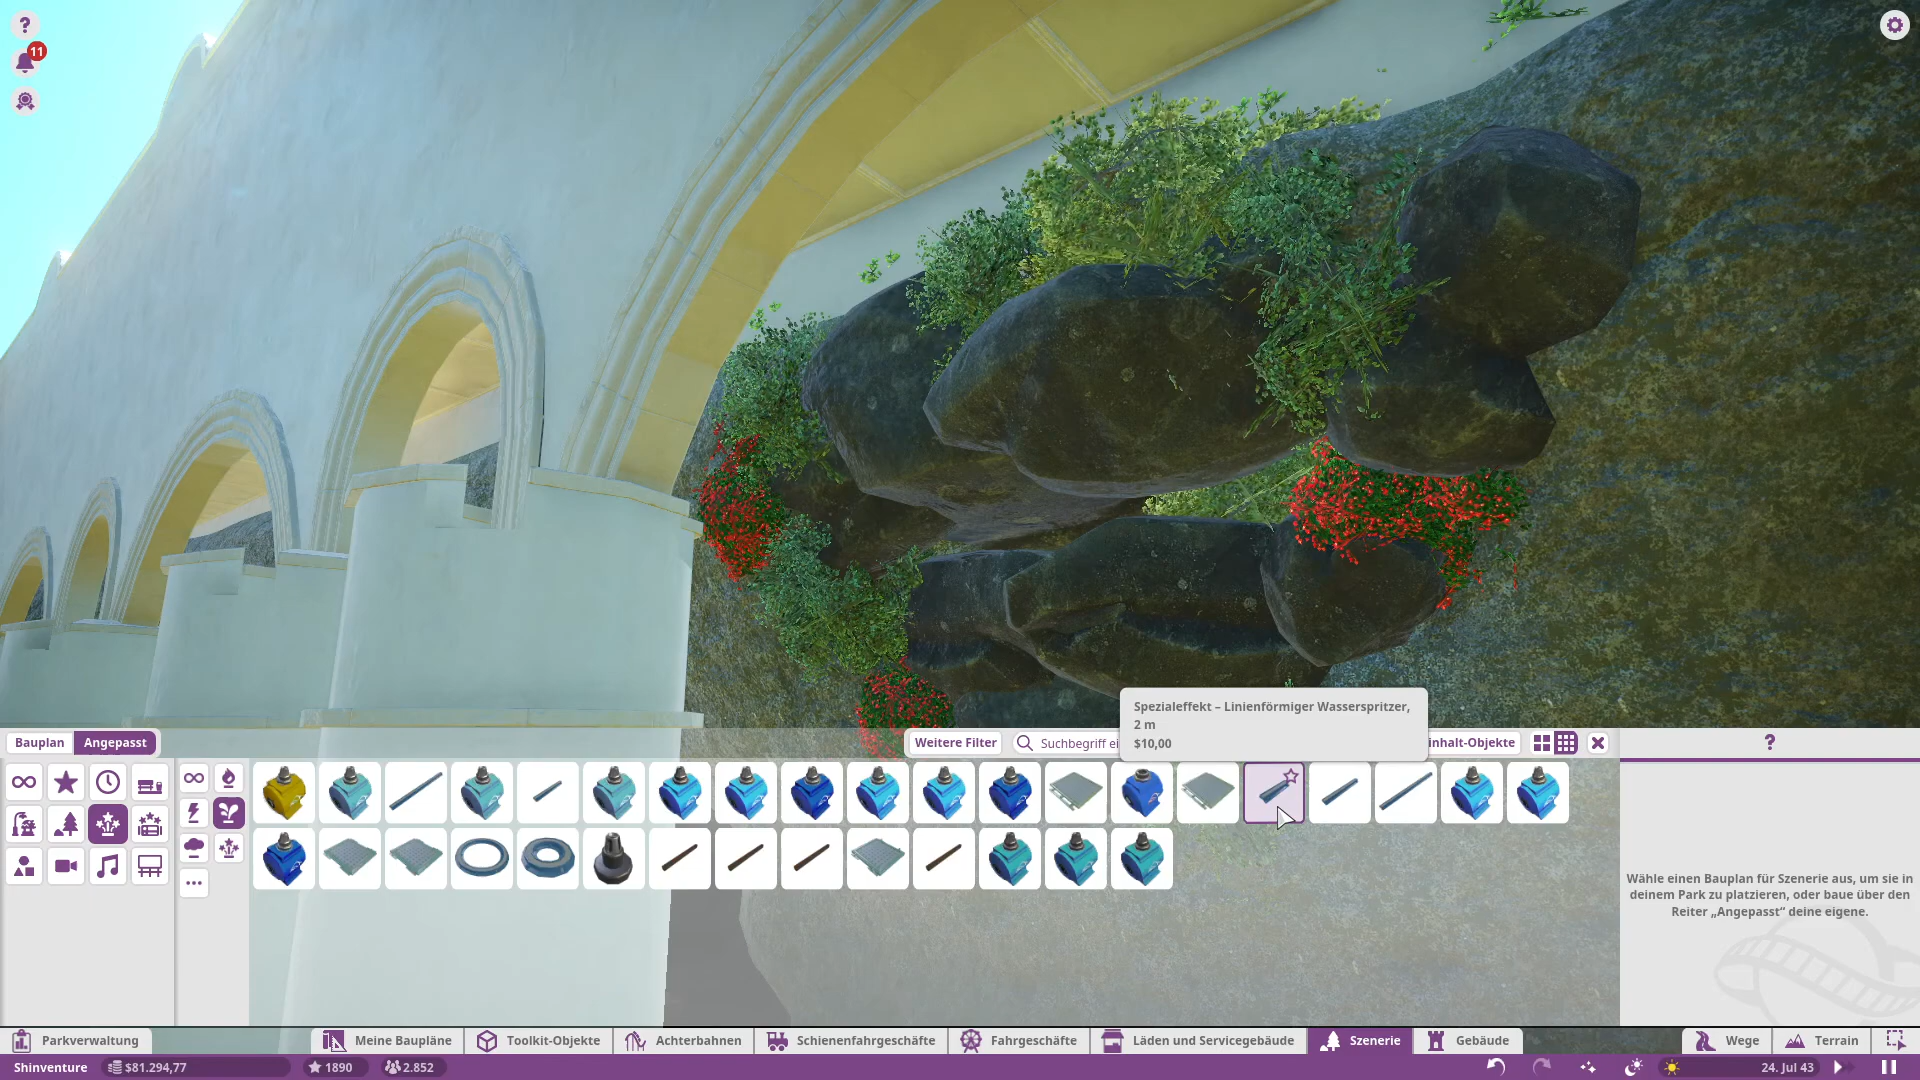 ?
11
Spezialeffekt – Linienförmiger Wasserspritzer,
2 m
$10,00
Bauplan
Angepasst
Weitere Filter
Suchbegriff ei
inhalt-Objekte
?
Wähle einen Bauplan für Szenerie aus, um sie in
deinem Park zu platzieren, oder baue über den
Reiter „Angepasst“ deine eigene.
Parkverwaltung
Meine Baupläne
Toolkit-Objekte
Achterbahnen
Schienenfahrgeschäfte
Fahrgeschäfte
Läden und Servicegebäude
Szenerie
Gebäude
Wege
Terrain
Shinventure
$81.294,77
1890
2.852
24. Jul 43